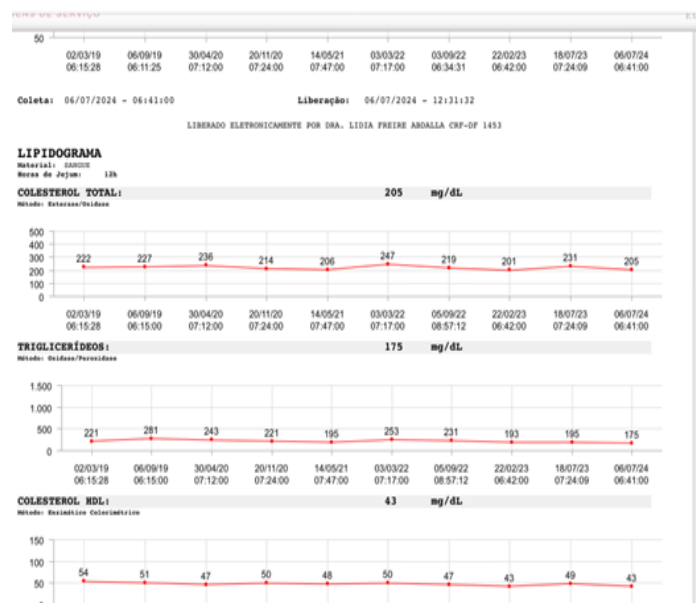 50
02/03/19 06/09/19 30/04/20 20/11/20 14/05/21 03/03/22 03/09/22 22/02/23 18/07/23 06/07/24
06:15:28 06:11:25 07:12:00 07:24:00 07:47:00 07:17:00 06:34:31 06:42:00 07:24:09 06:41:00
Coleta: 06/07/2024 - 06:41:00 Liberação: 06/07/2024 - 12:31:32
LIBERADO ELETRONICAMENTE POR DRA. LIDIA FREIRE ABDALLA CRF-DF 1453
LIPIDOGRAMA
Material: SANGUE
Horas de Jejum: 12h
COLESTEROL TOTAL: 205 mg/dL
Método: Esterase/Oxidase
500
400
300
200
100
0
222 227 236 214 206 247 219 201 231 205
02/03/19 06/09/19 30/04/20 20/11/20 14/05/21 03/03/22 05/09/22 22/02/23 18/07/23 06/07/24
06:15:28 06:15:00 07:12:00 07:24:00 07:47:00 07:17:00 08:57:12 06:42:00 07:24:09 06:41:00
TRIGLICERÍDEOS: 175 mg/dL
Método: Oxidase/Peroxidase
1.500
1.000
500
0
221 281 243 221 195 253 231 193 195 175
02/03/19 06/09/19 30/04/20 20/11/20 14/05/21 03/03/22 05/09/22 22/02/23 18/07/23 06/07/24
06:15:28 06:15:00 07:12:00 07:24:00 07:47:00 07:17:00 08:57:12 06:42:00 07:24:09 06:41:00
COLESTEROL HDL: 43 mg/dL
Método: Enzimático Colorimétrico
150
100
50
54 51 47 50 48 50 47 43 49 43